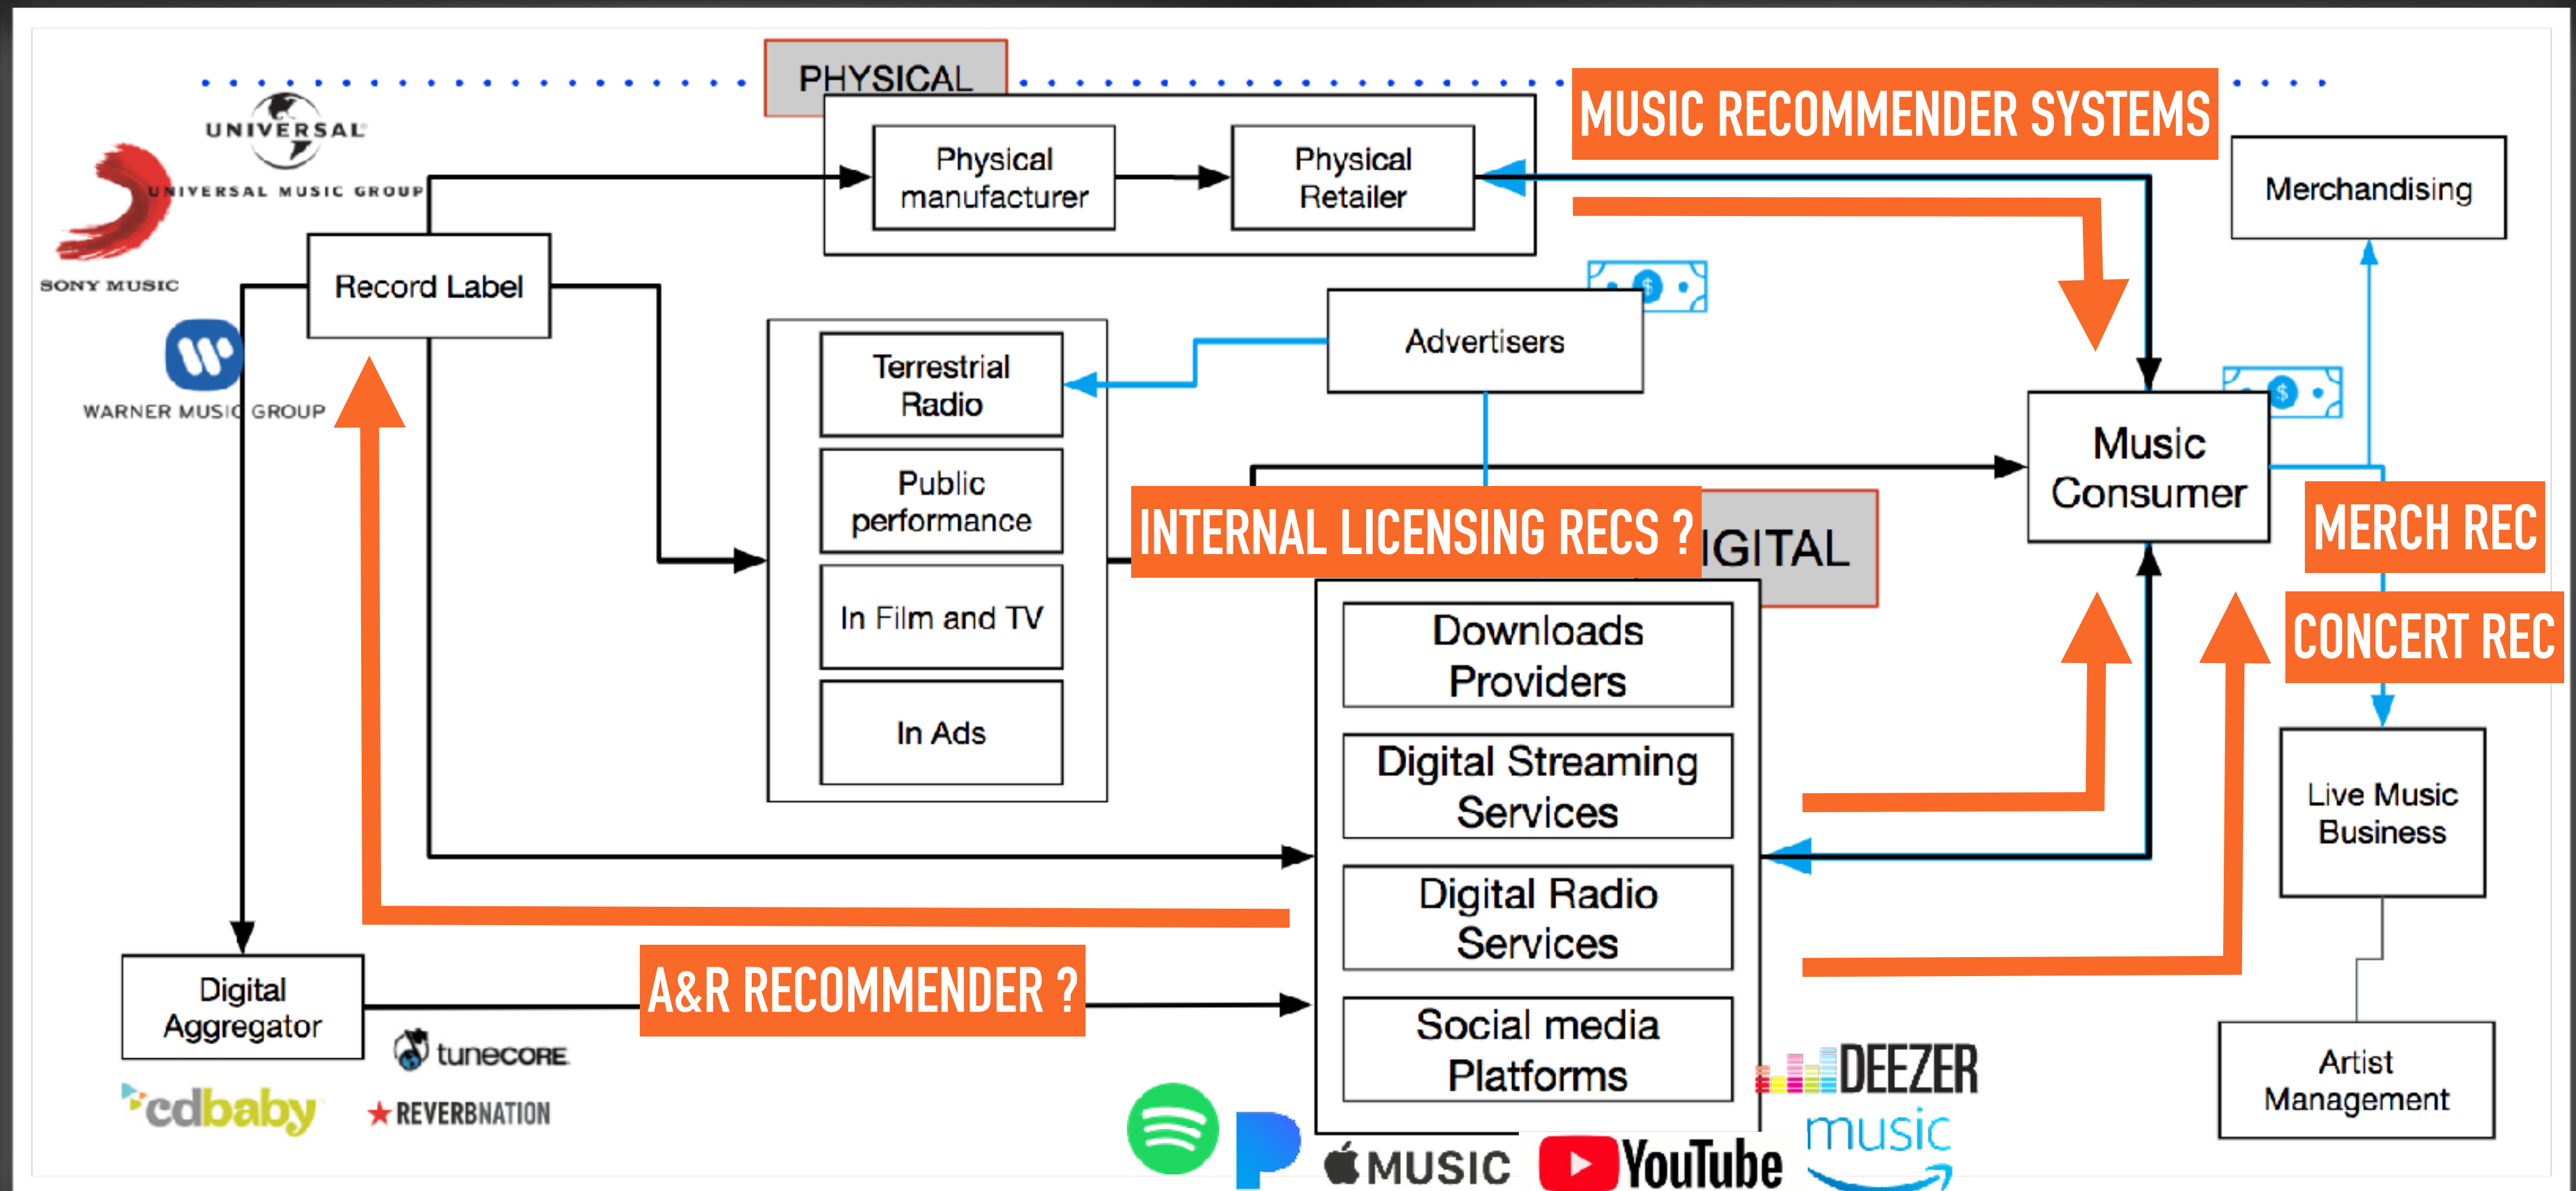 PHYSICAL
MUSIC RECOMMENDER SYSTEMS
UNIVERSAL
UNIVERSAL MUSIC GROUP
SONY MUSIC
WARNER MUSIC GROUP
Record Label
Physical
manufacturer
Physical
Retailer
Merchandising
Advertisers
$
Terrestrial
Radio
Public
performance
In Film and TV
In Ads
$
Music
Consumer
INTERNAL LICENSING RECS ?
IGITAL
MERCH REC
CONCERT REC
Downloads
Providers
Digital Streaming
Services
Digital Radio
Services
Social media
Platforms
Live Music
Business
Artist
Management
A&R RECOMMENDER ?
Digital
Aggregator
tunecore
cdbaby
REVERBNATION
DEEZER
MUSIC
YouTube
music